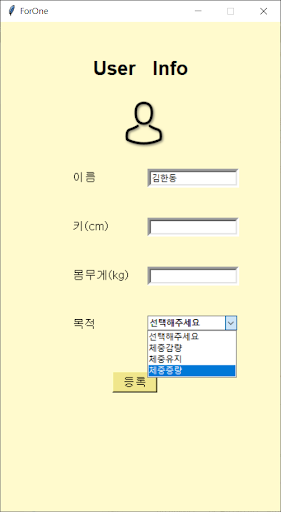 ForOne
User Info
이름
김한동
키(cm)
몸무게(kg)
목적
선택해주세요
선택해주세요
체중감량
체중유지
체중증량
등록